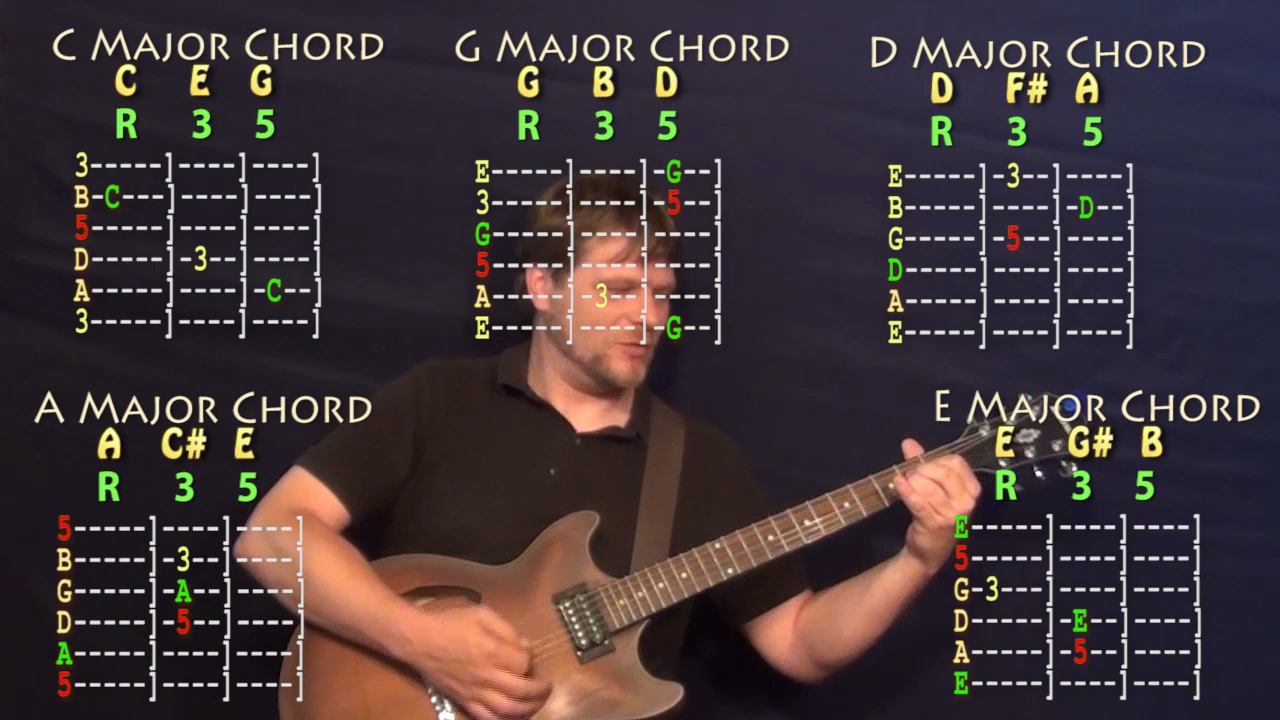 C Major Chord
C E G
R 3 5
3-----]----]----]
B-C---]----]----]
5-----]----]----]
D-----]-3--]----]
A-----]----]-C--]
3-----]----]----]
G Major Chord
G B D
R 3 5
E-----]----]-G--]
3-----]----]-5--]
G-----]----]----]
5-----]----]----]
A-----]-3--]----]
E-----]----]-G--]
D Major Chord
D F# A
R 3 5
E-----]-3--]----]
B-----]----]-D--]
G-----]-5--]----]
D-----]----]----]
A-----]----]----]
E-----]----]----]
A Major Chord
A C# E
R 3 5
5-----]----]----]
B-----]-3--]----]
G-----]-A--]----]
D-----]-5--]----]
A-----]----]----]
5-----]----]----]
E Major Chord
E G# B
R 3 5
E-----]----]----]
5-----]----]----]
G-3---]----]----]
D-----]-E--]----]
A-----]-5--]----]
E-----]----]----]